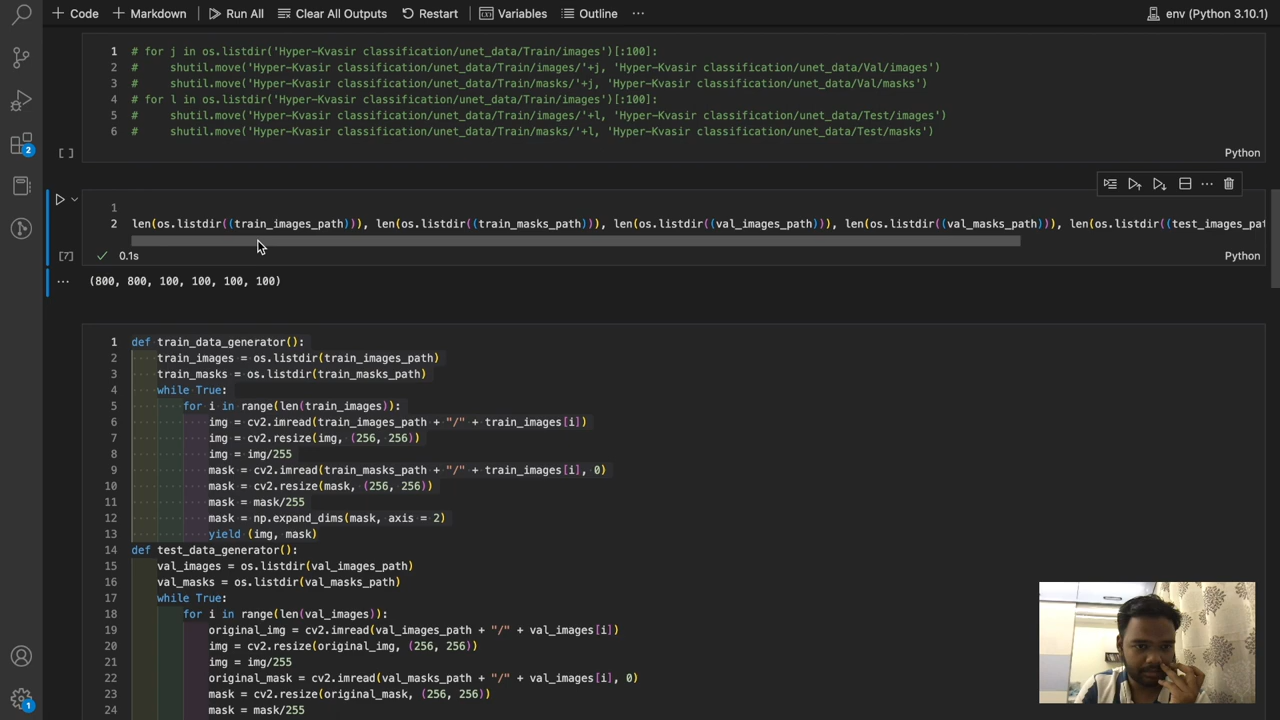 + Code + Markdown Run All Clear All Outputs Restart Variables Outline ... env (Python 3.10.1)
1 # for j in os.listdir('Hyper-Kvasir classification/unet_data/Train/images')[:100]:
2 #     shutil.move('Hyper-Kvasir classification/unet_data/Train/images/'+j, 'Hyper-Kvasir classification/unet_data/Val/images')
3 #     shutil.move('Hyper-Kvasir classification/unet_data/Train/masks/'+j, 'Hyper-Kvasir classification/unet_data/Val/masks')
4 # for l in os.listdir('Hyper-Kvasir classification/unet_data/Train/images')[:100]:
5 #     shutil.move('Hyper-Kvasir classification/unet_data/Train/images/'+l, 'Hyper-Kvasir classification/unet_data/Test/images')
6 #     shutil.move('Hyper-Kvasir classification/unet_data/Train/masks/'+l, 'Hyper-Kvasir classification/unet_data/Test/masks')
[ ] Python
2
1
2 len(os.listdir((train_images_path))), len(os.listdir((train_masks_path))), len(os.listdir((val_images_path))), len(os.listdir((val_masks_path))), len(os.listdir((test_images_pat
[7] 0.1s Python
... (800, 800, 100, 100, 100, 100)
1 def train_data_generator():
2     train_images = os.listdir(train_images_path)
3     train_masks = os.listdir(train_masks_path)
4     while True:
5         for i in range(len(train_images)):
6             img = cv2.imread(train_images_path + "/" + train_images[i])
7             img = cv2.resize(img, (256, 256))
8             img = img/255
9             mask = cv2.imread(train_masks_path + "/" + train_images[i], 0)
10             mask = cv2.resize(mask, (256, 256))
11             mask = mask/255
12             mask = np.expand_dims(mask, axis = 2)
13             yield (img, mask)
14 def test_data_generator():
15     val_images = os.listdir(val_images_path)
16     val_masks = os.listdir(val_masks_path)
17     while True:
18         for i in range(len(val_images)):
19             original_img = cv2.imread(val_images_path + "/" + val_images[i])
20             img = cv2.resize(original_img, (256, 256))
21             img = img/255
22             original_mask = cv2.imread(val_masks_path + "/" + val_images[i], 0)
23             mask = cv2.resize(original_mask, (256, 256))
24             mask = mask/255
1